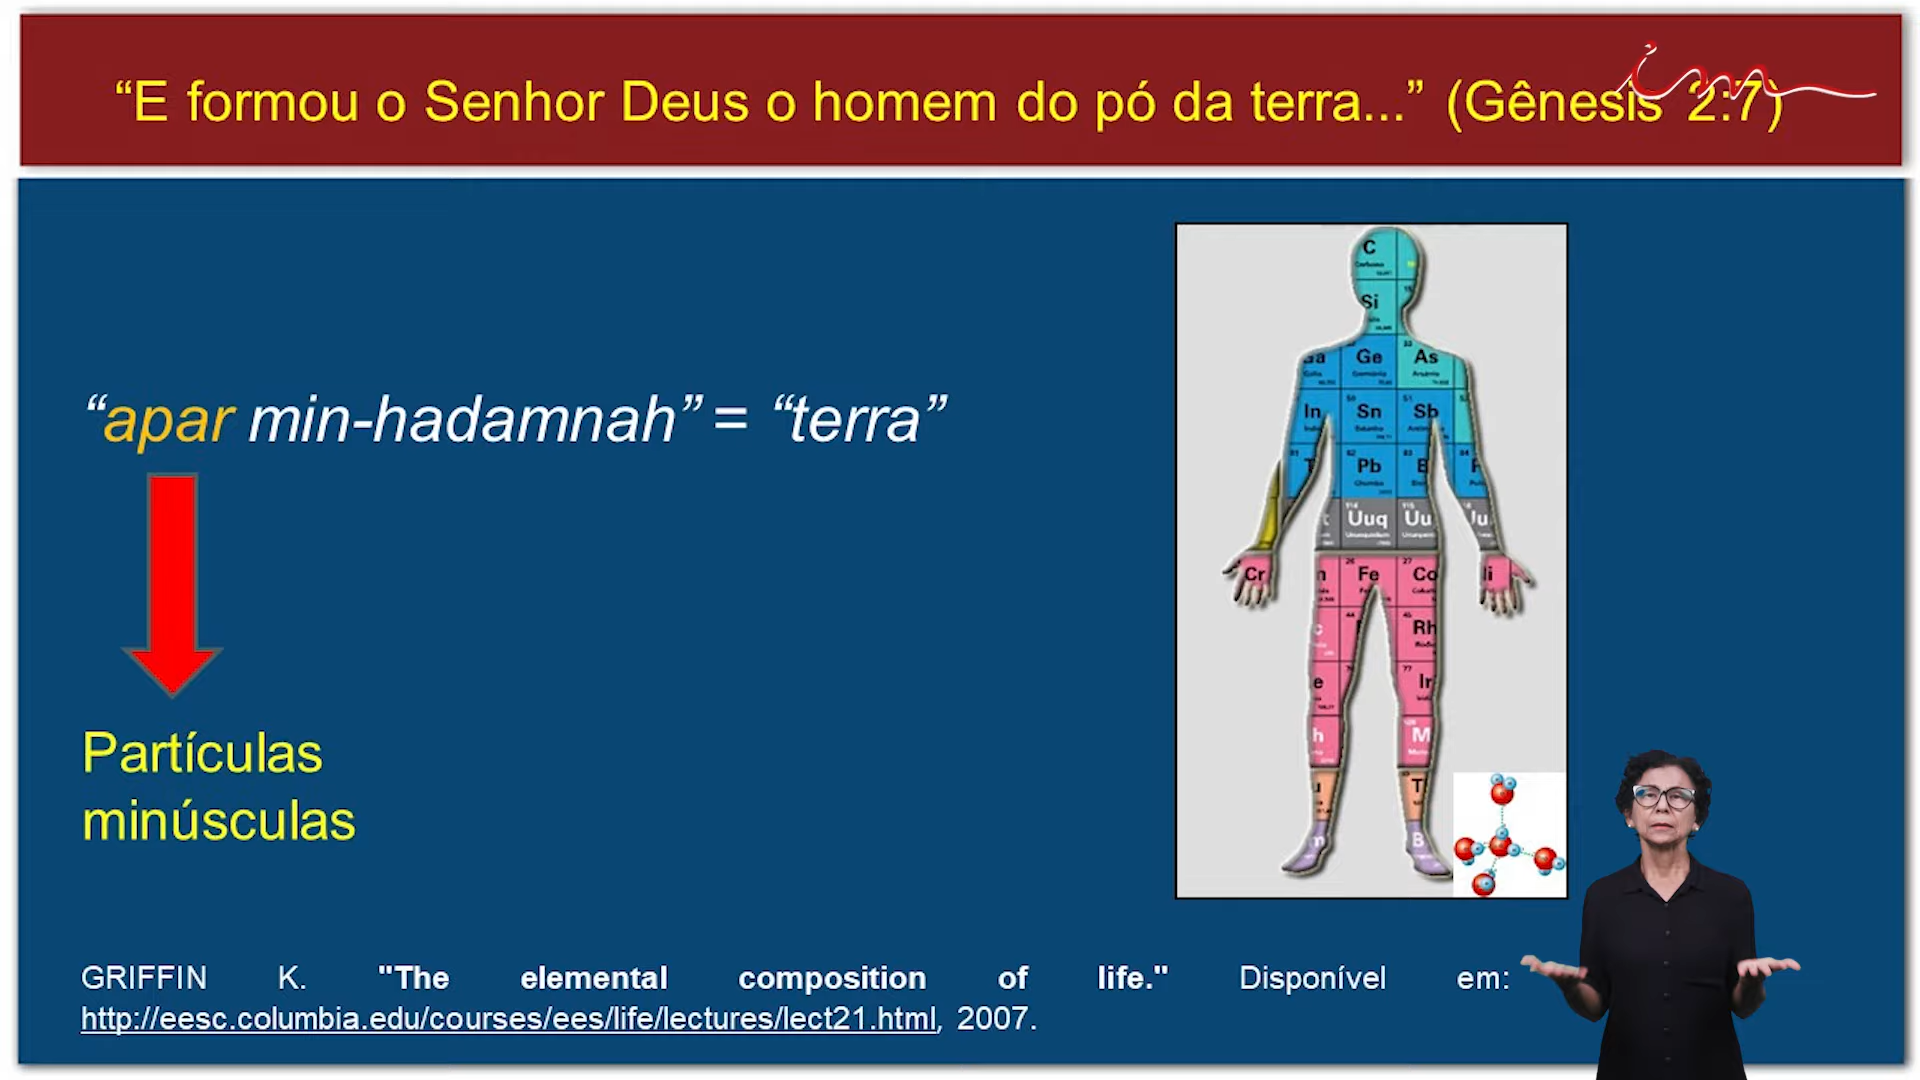 “E formou o Senhor Deus o homem do pó da terra...” (Gênesis 2:7)
“apar min-hadamnah” = “terra”
Partículas
minúsculas
C
Si
Ge As
In Sn Sb
Pb
Uuq Uu
Cr Fe Co
Rh
Ir
GRIFFIN K. "The elemental composition of life." Disponível em:
http://eesc.columbia.edu/courses/ees/life/lectures/lect21.html, 2007.